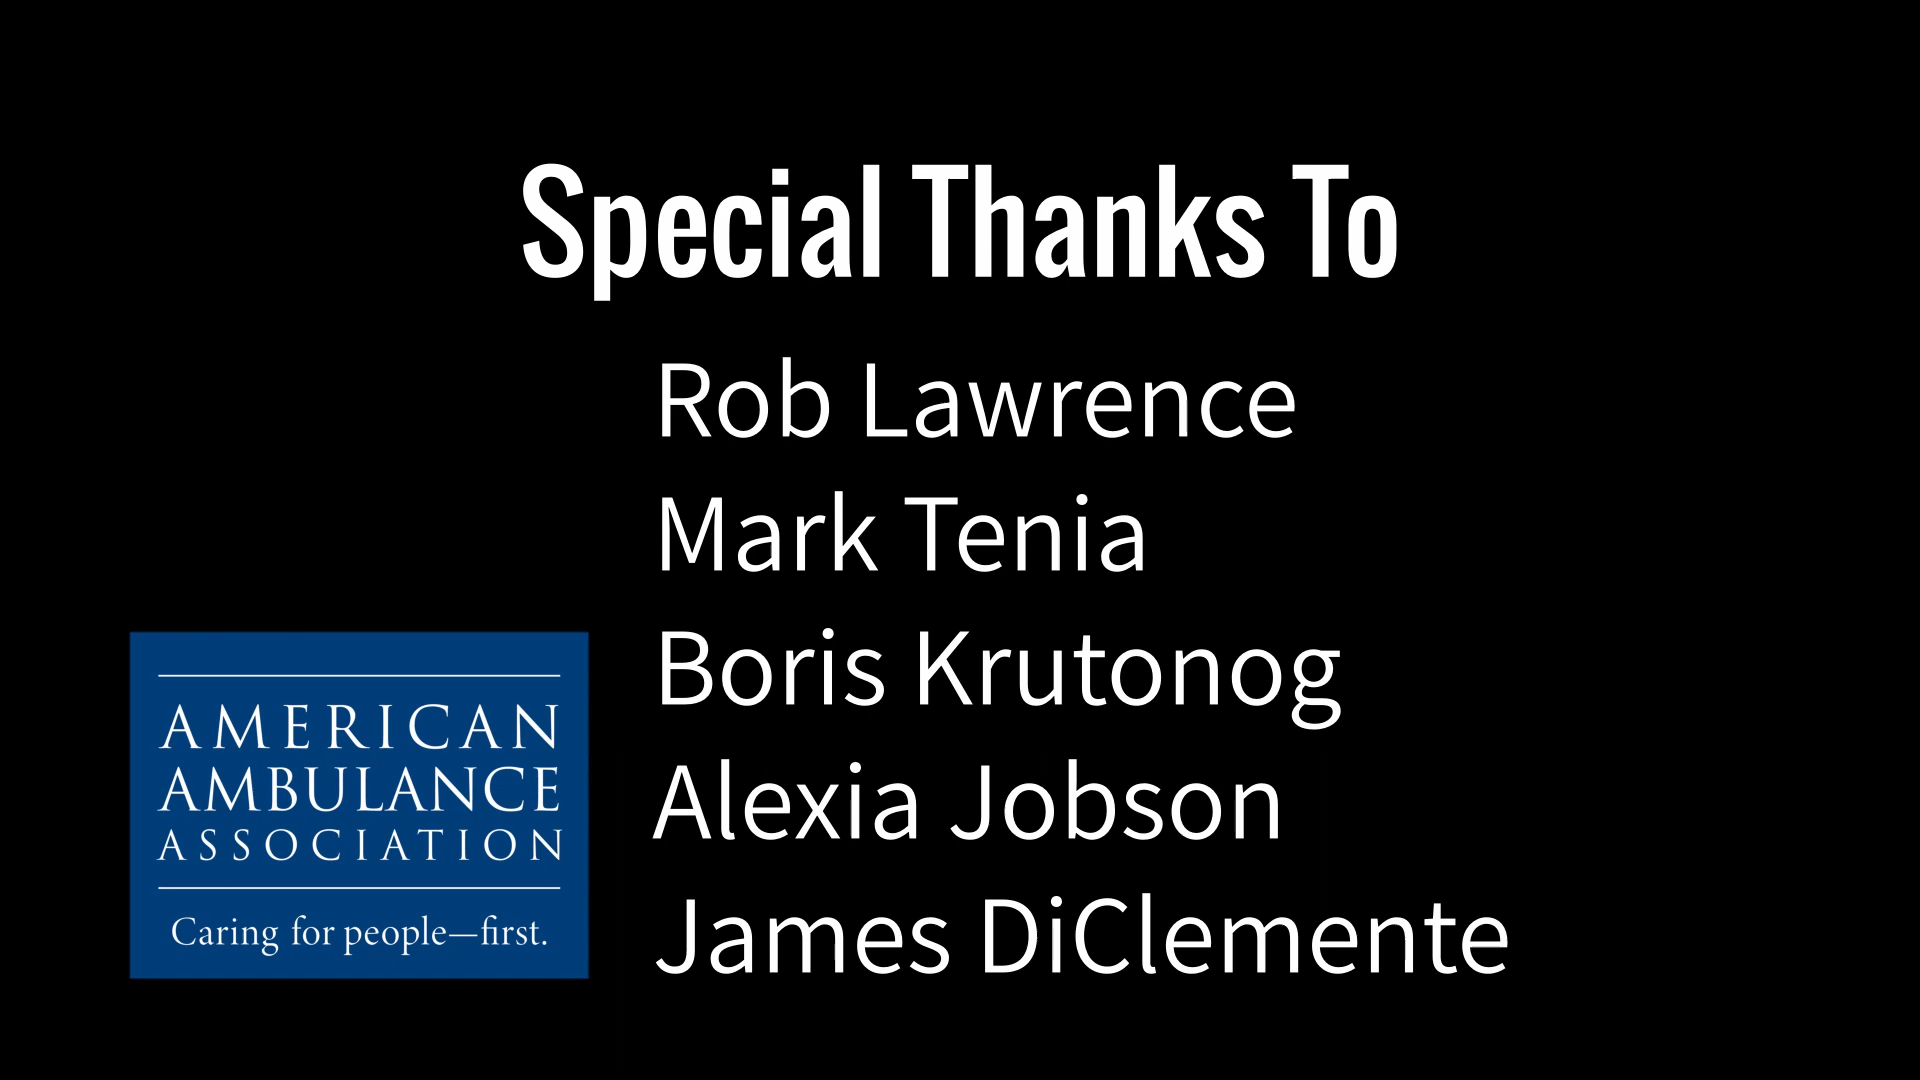 Special Thanks To
Rob Lawrence
Mark Tenia
Boris Krutonog
Alexia Jobson
James DiClemente
AMERICAN
AMBULANCE
ASSOCIATION
Caring for people—first.